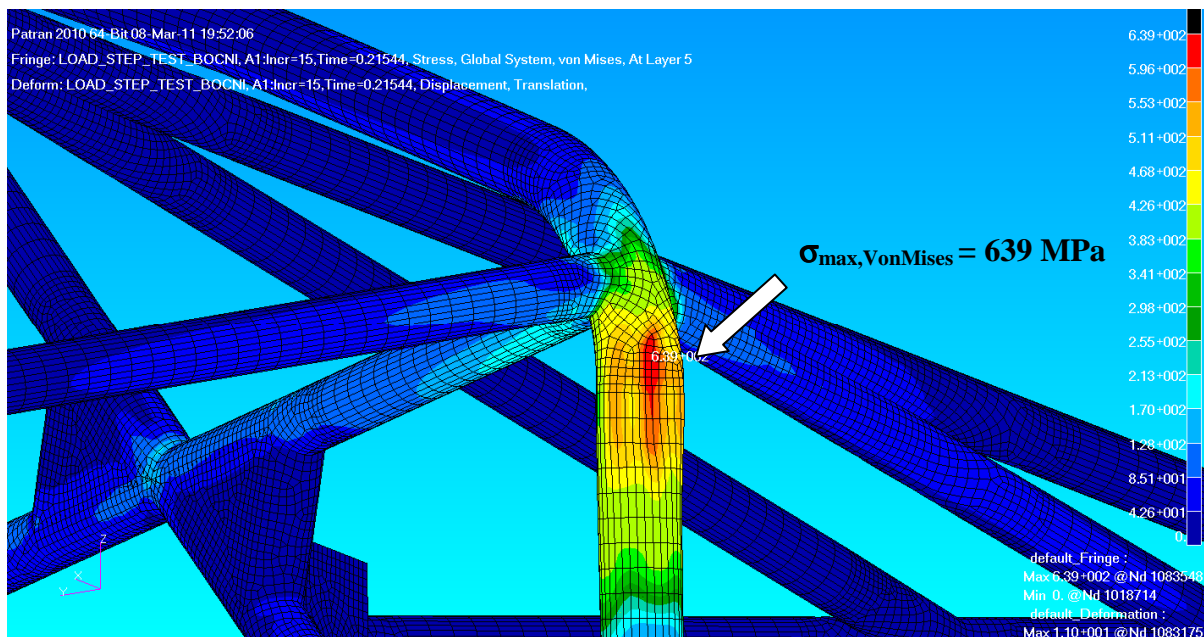 Patran 2010 64-Bit 08-Mar-11 19:52:06
Fringe: LOAD_STEP_TEST_BOCNI, A1:Incr=15,Time=0.21544, Stress, Global System, von Mises, At Layer 5
Deform: LOAD_STEP_TEST_BOCNI, A1:Incr=15,Time=0.21544, Displacement, Translation,
6.39+002
5.96+002
5.53+002
5.11+002
4.68+002
4.26+002
3.83+002
3.41+002
2.98+002
2.55+002
2.13+002
1.70+002
1.28+002
8.51+001
4.26+001
0.
σmax,VonMises = 639 MPa
6.39+002
Z
X
Y
default_Fringe :
Max 6.39+002 @Nd 1083548
Min 0. @Nd 1018714
default_Deformation :
Max 1.10+001 @Nd 1083175